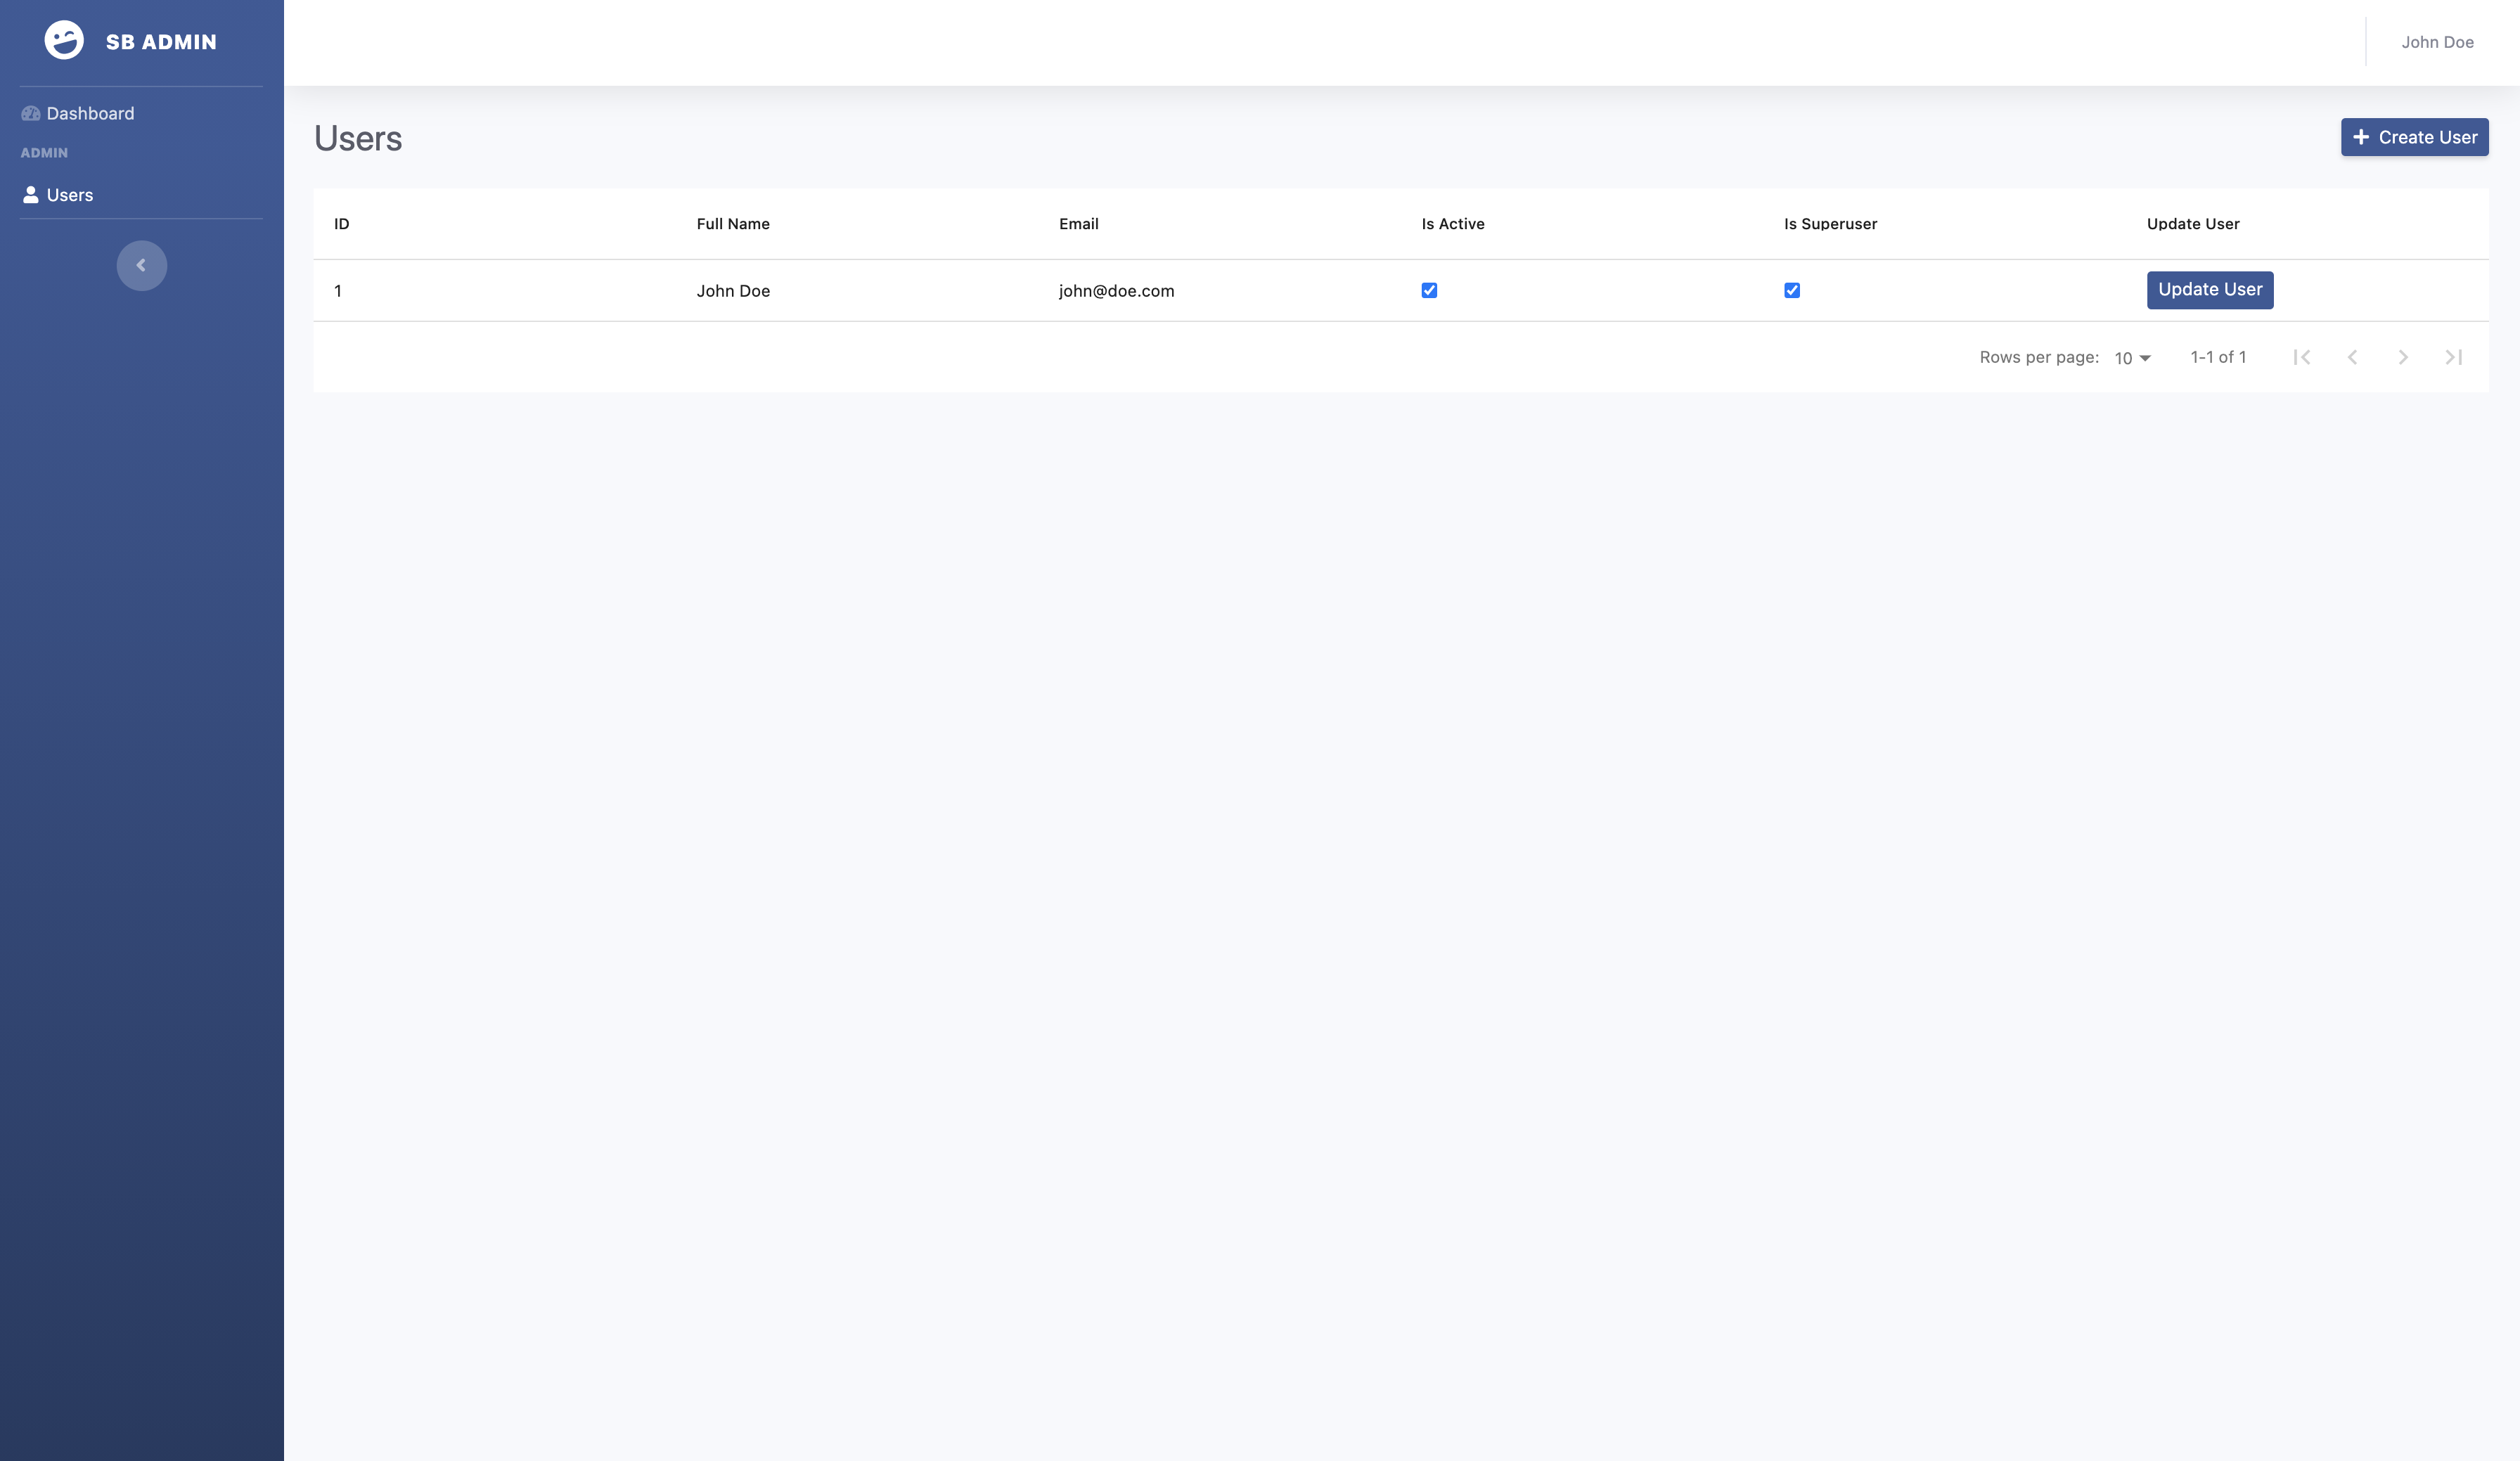 SB ADMIN
John Doe
Dashboard
ADMIN
Users
Users
Create User
ID Full Name Email Is Active Is Superuser Update User
1 John Doe john@doe.com Update User
Rows per page: 10 1-1 of 1